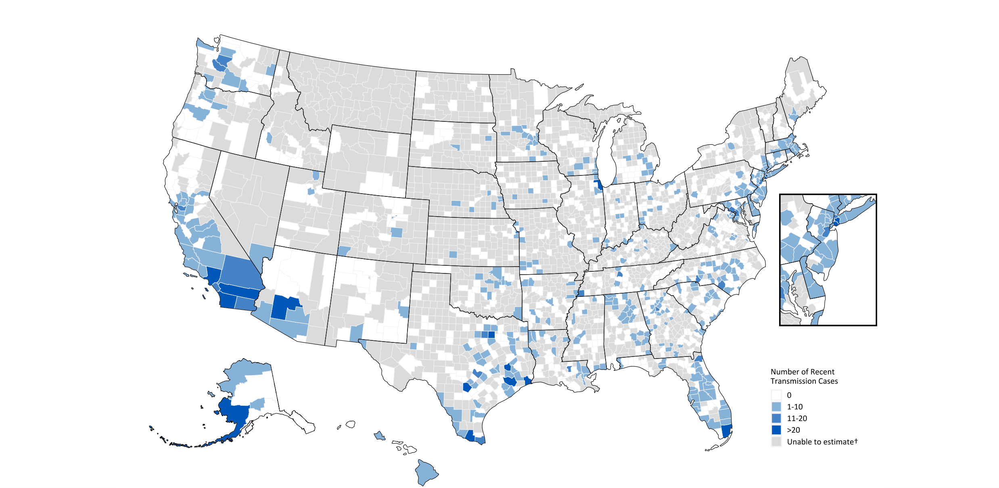 Number of Recent
Transmission Cases
0
1-10
11-20
>20
Unable to estimate†